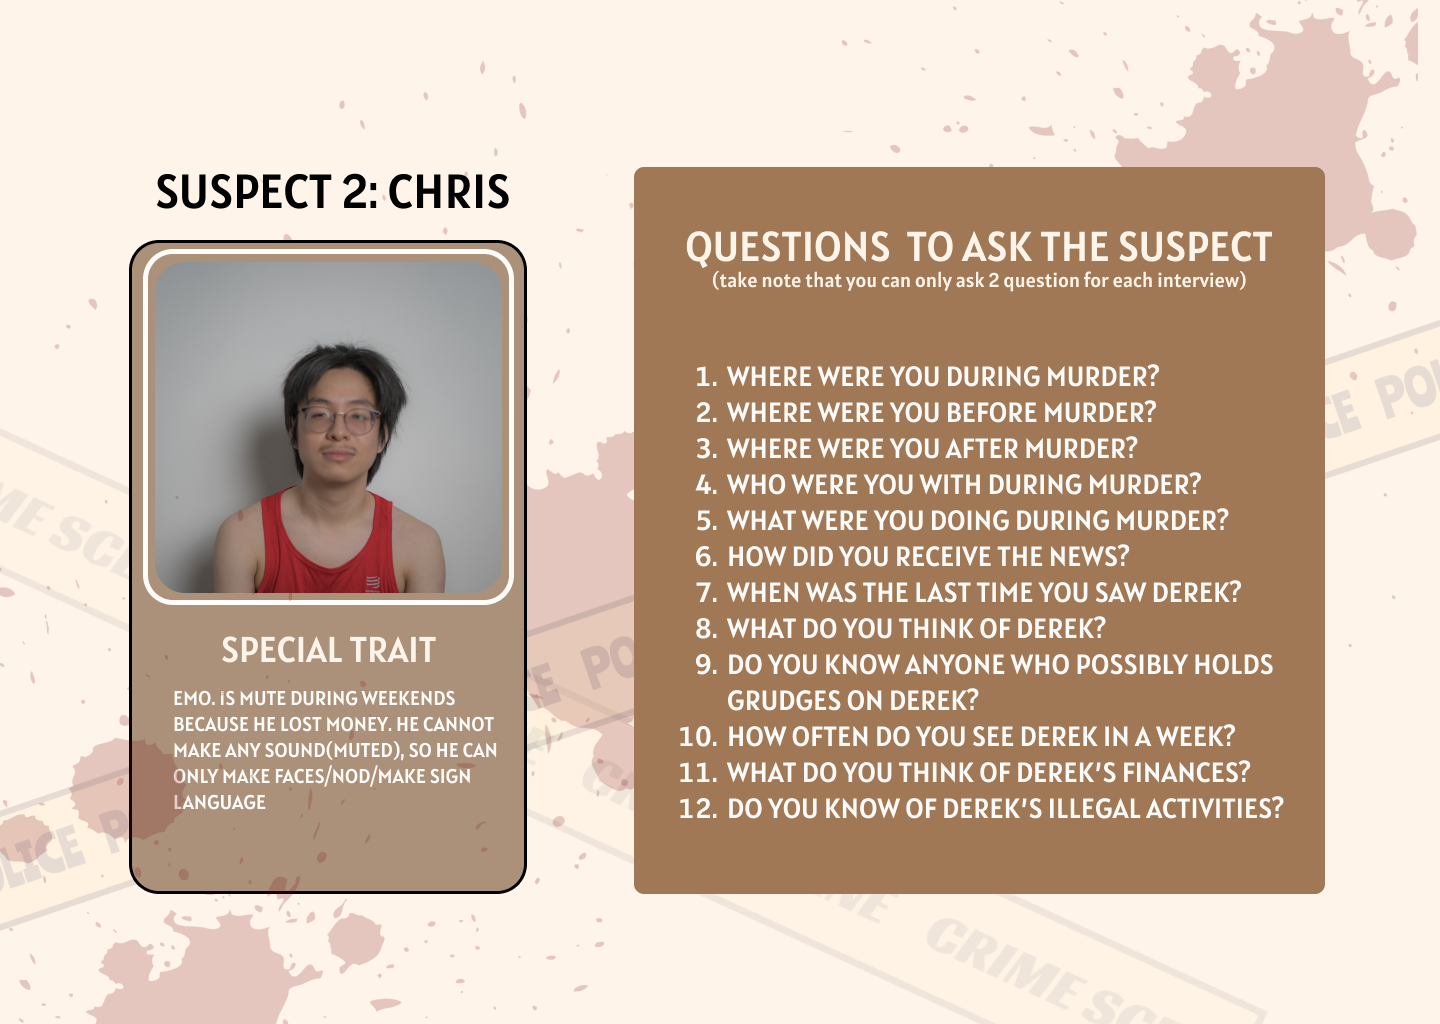 SUSPECT 2: CHRIS
SPECIAL TRAIT
EMO. iS MUTE DURING WEEKENDS
BECAUSE HE LOST MONEY. HE CANNOT
MAKE ANY SOUND(MUTED), SO HE CAN
ONLY MAKE FACES/NOD/MAKE SIGN
LANGUAGE
QUESTIONS TO ASK THE SUSPECT
(take note that you can only ask 2 question for each interview)
1. WHERE WERE YOU DURING MURDER?
2. WHERE WERE YOU BEFORE MURDER?
3. WHERE WERE YOU AFTER MURDER?
4. WHO WERE YOU WITH DURING MURDER?
5. WHAT WERE YOU DOING DURING MURDER?
6. HOW DID YOU RECEIVE THE NEWS?
7. WHEN WAS THE LAST TIME YOU SAW DEREK?
8. WHAT DO YOU THINK OF DEREK?
9. DO YOU KNOW ANYONE WHO POSSIBLY HOLDS
GRUDGES ON DEREK?
10. HOW OFTEN DO YOU SEE DEREK IN A WEEK?
11. WHAT DO YOU THINK OF DEREK'S FINANCES?
12. DO YOU KNOW OF DEREK'S ILLEGAL ACTIVITIES?
CRIME